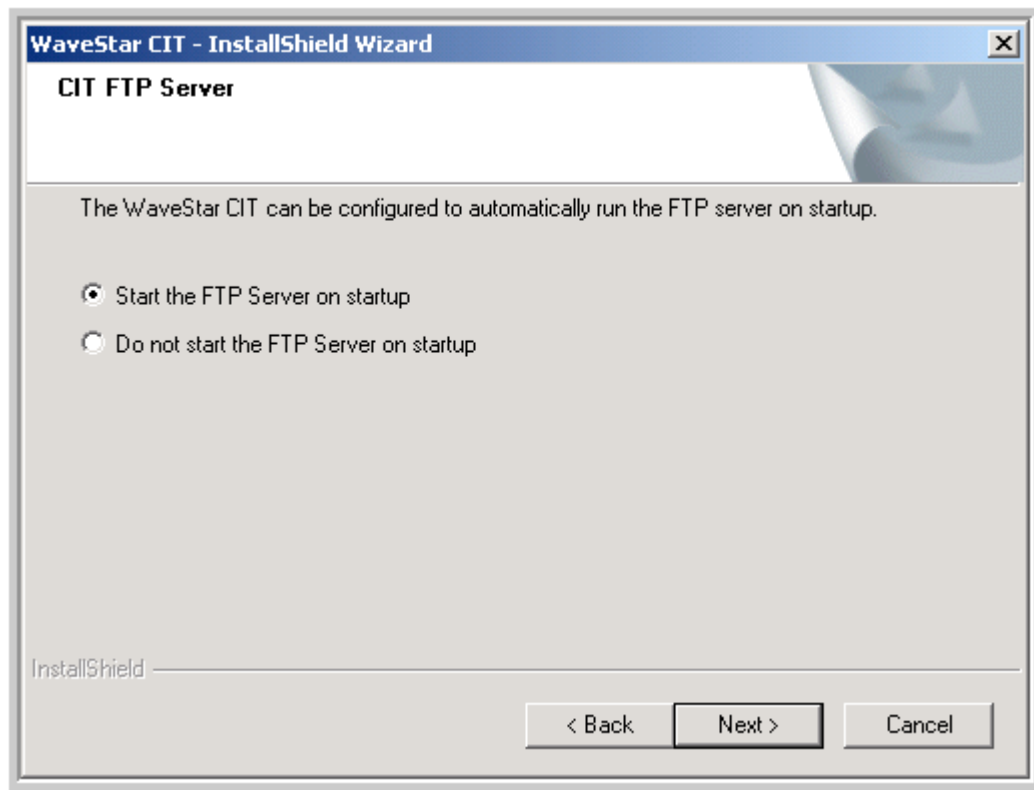 WaveStar CIT - InstallShield Wizard
CIT FTP Server
The WaveStar CIT can be configured to automatically run the FTP server on startup.
Start the FTP Server on startup
Do not start the FTP Server on startup
InstallShield
< Back
Next >
Cancel